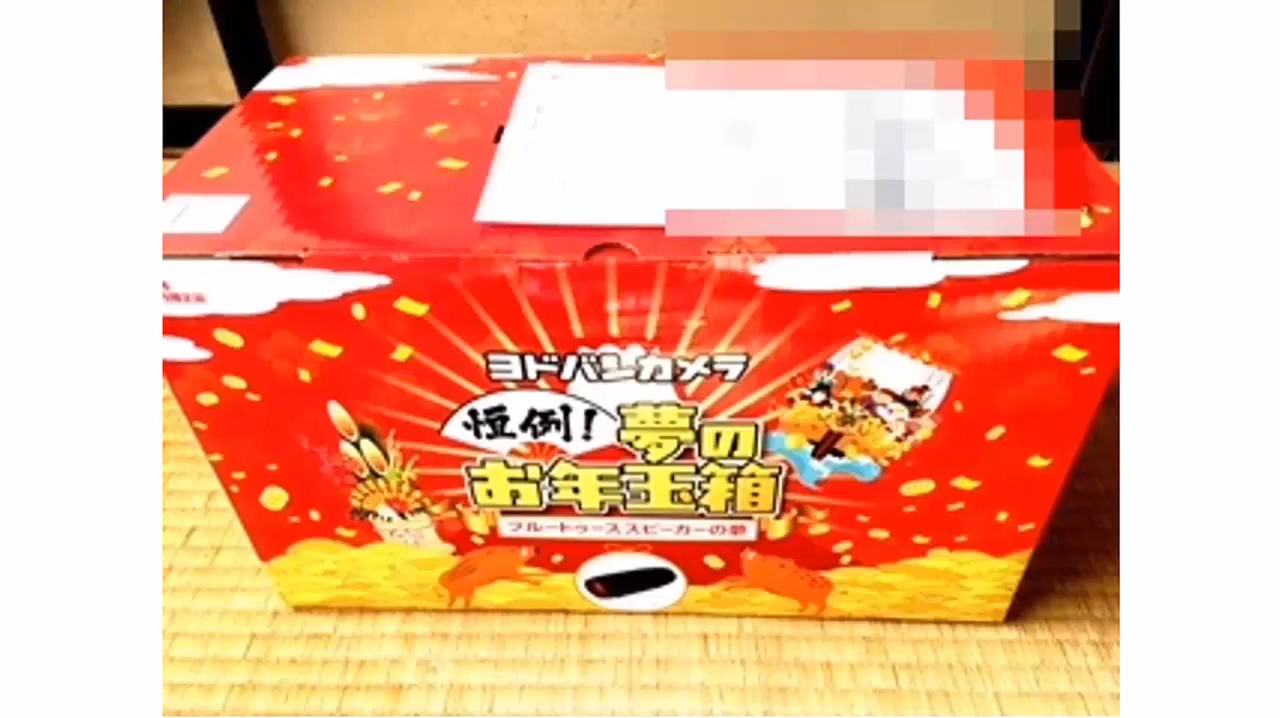 ヨドバシカメラ
恒例!
夢の
お年玉箱
ブルートゥーススピーカーの夢